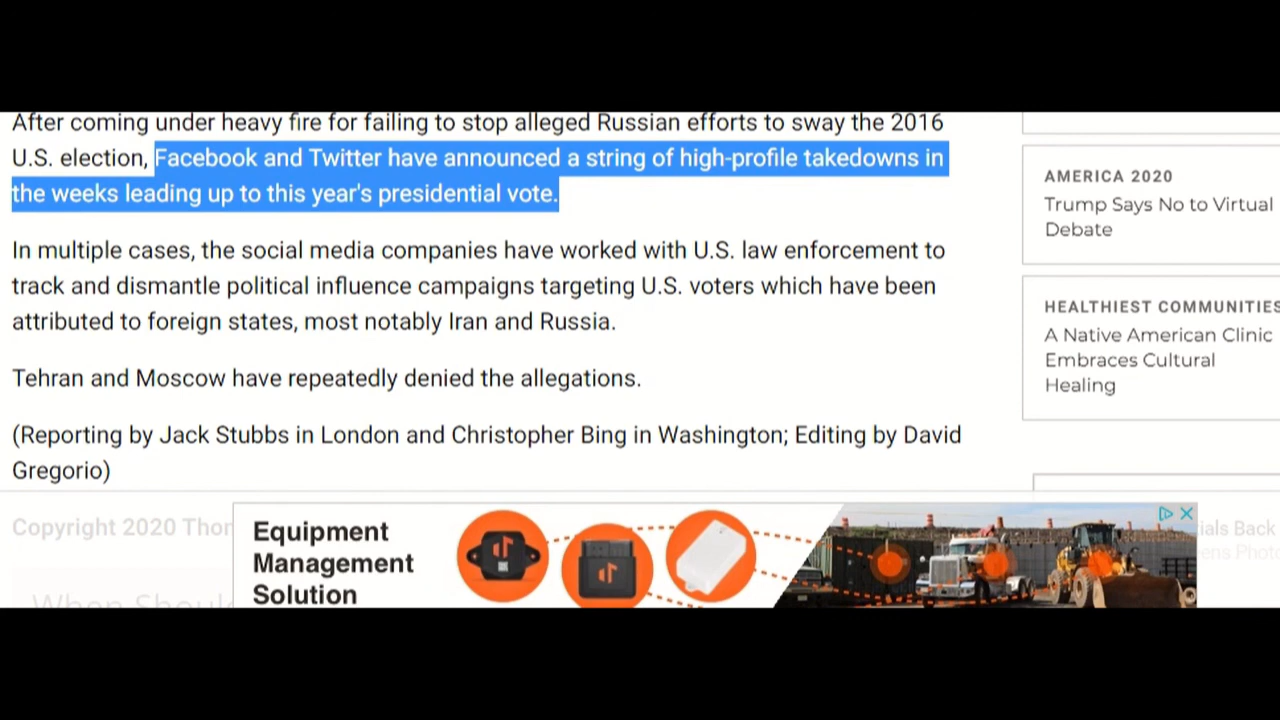 After coming under heavy fire for failing to stop alleged Russian efforts to sway the 2016
U.S. election, Facebook and Twitter have announced a string of high-profile takedowns in
the weeks leading up to this year's presidential vote.
In multiple cases, the social media companies have worked with U.S. law enforcement to
track and dismantle political influence campaigns targeting U.S. voters which have been
attributed to foreign states, most notably Iran and Russia.
Tehran and Moscow have repeatedly denied the allegations.
(Reporting by Jack Stubbs in London and Christopher Bing in Washington; Editing by David
Gregorio)
Copyright 2020
AMERICA 2020
Trump Says No to Virtual
Debate
HEALTHIEST COMMUNITIES
A Native American Clinic
Embraces Cultural
Healing
Back
Equipment
Management
Solution
When